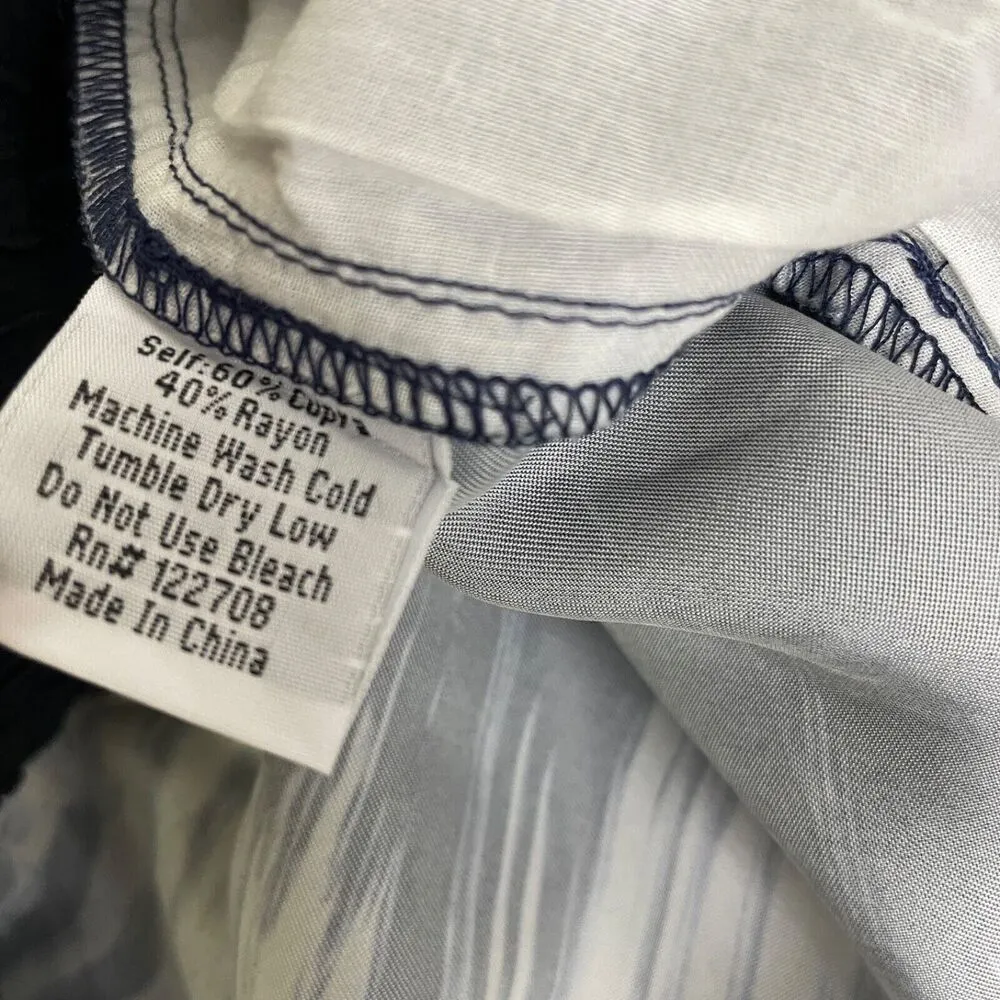 Self:60% Cupra
40% Rayon
Machine Wash Cold
Tumble Dry Low
Do Not Use Bleach
Rn# 122708
Made In China